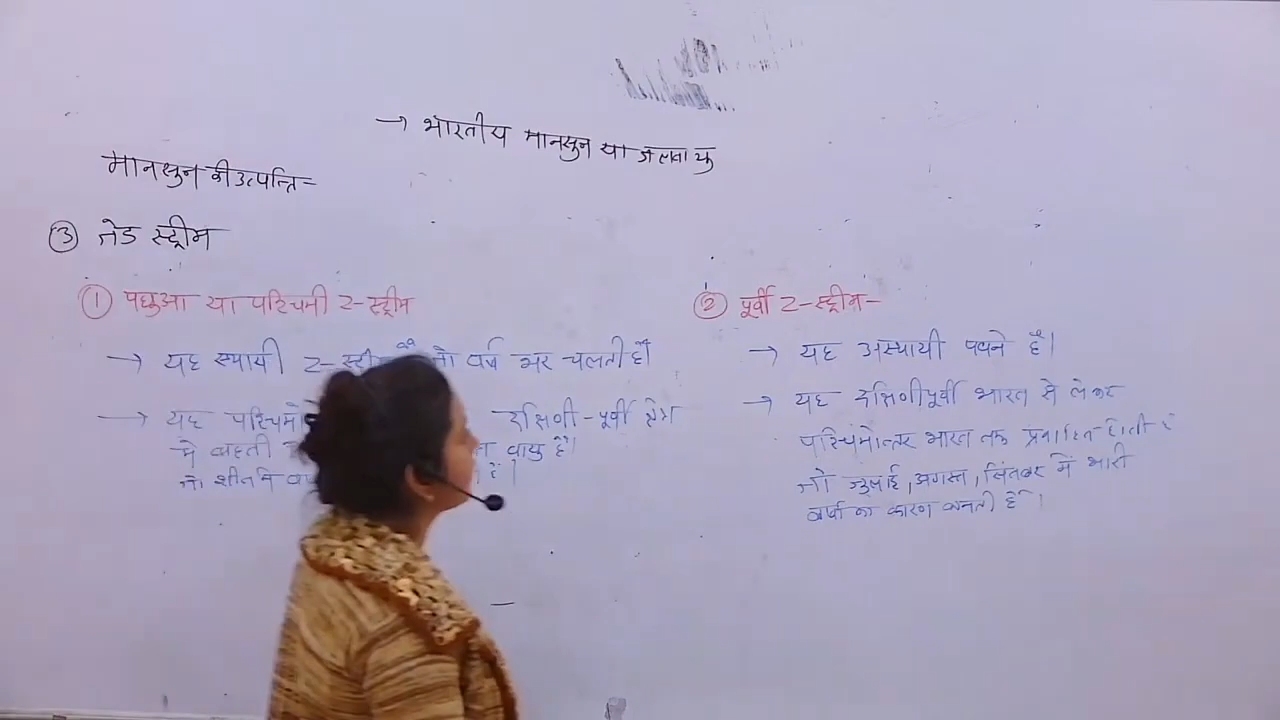 → भारतीय मानसुन या जलवायु
मानसुन की उत्पत्ति-
③ जेड स्ट्रीम
① पछुआ या पश्चिमी Z-स्ट्रीम
→ यह स्थायी Z- है जो वर्ष भर चलती है
→ यह दक्षिणी-पूर्वी
में बहती वायु है।
जो है।
② पूर्वी Z-स्ट्रीम-
→ यह अस्थायी पवने है।
→ यह दक्षिणीपूर्वी भारत से लेकर
पश्चिमोत्तर भारत तक प्रवाहित होती है
जो जुलाई, अगस्त, सितंबर में भारी
वर्षा का कारण बनती है।